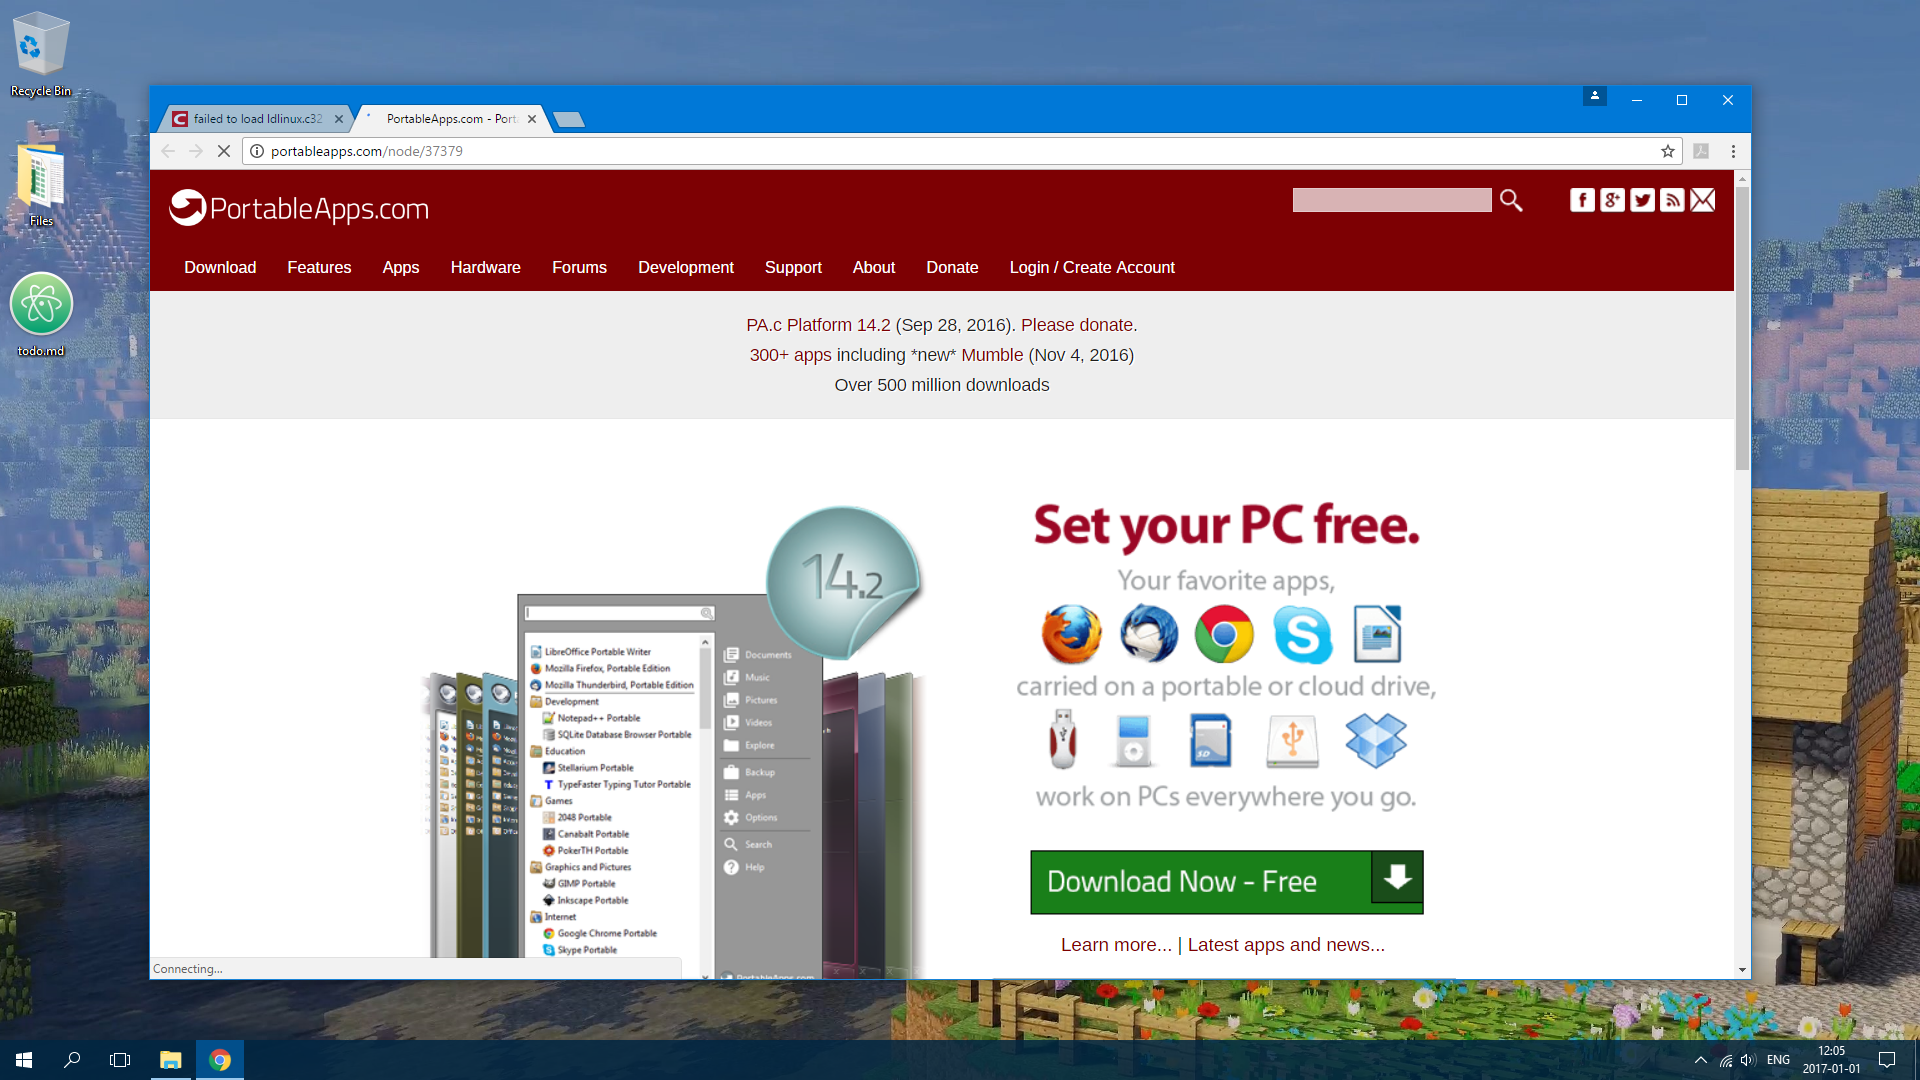 Recycle Bin
Files
todo.md
failed to load ldlinux.c32
PortableApps.com - Port
portableapps.com/node/37379
PortableApps.com
Download Features Apps Hardware Forums Development Support About Donate Login / Create Account
PA.c Platform 14.2 (Sep 28, 2016). Please donate.
300+ apps including *new* Mumble (Nov 4, 2016)
Over 500 million downloads
14.2
LibreOffice Portable Writer
Mozilla Firefox, Portable Edition
Mozilla Thunderbird, Portable Edition
Development
Notepad++ Portable
SQLite Database Browser Portable
Education
Stellarium Portable
TypeFaster Typing Tutor Portable
Games
2048 Portable
Canabalt Portable
PokerTH Portable
Graphics and Pictures
GIMP Portable
Inkscape Portable
Internet
Google Chrome Portable
Skype Portable
Documents
Music
Pictures
Videos
Explore
Backup
Apps
Options
Search
Help
PortableApps.com
Set your PC free.
Your favorite apps,
carried on a portable or cloud drive,
SD
work on PCs everywhere you go.
Download Now - Free
Learn more... | Latest apps and news...
Connecting...
ENG
12:05
2017-01-01